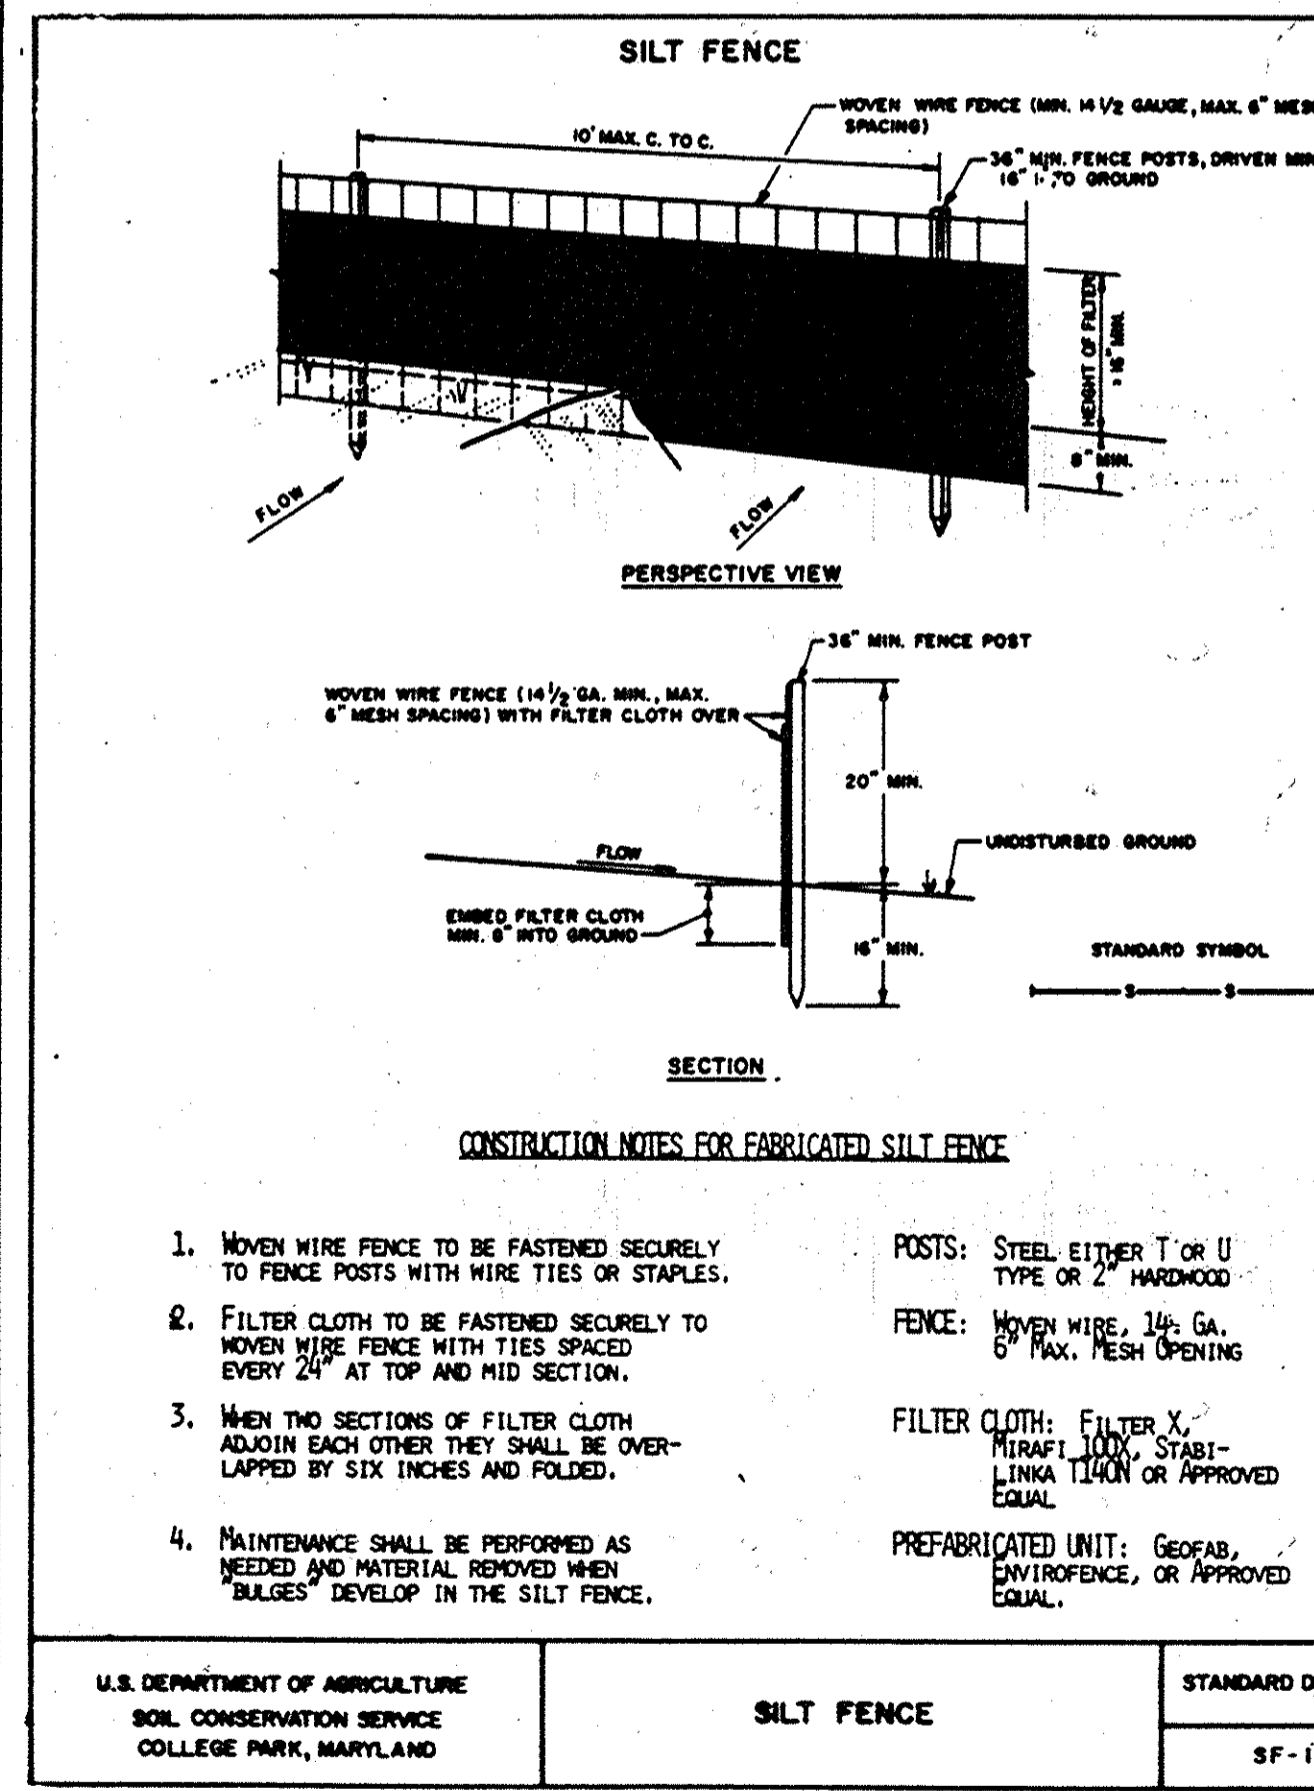 SILT FENCE
WOVEN WIRE FENCE (MIN. 14 1/2 GAUGE, MAX. 6" MESH
SPACING)
10' MAX. C. TO C.
36" MIN. FENCE POSTS, DRIVEN MIN
16" TO GROUND
HEIGHT OF FILTER
= 16" MIN.
8" MIN.
FLOW
FLOW
PERSPECTIVE VIEW
36" MIN. FENCE POST
WOVEN WIRE FENCE (14 1/2 GA. MIN., MAX.
6" MESH SPACING) WITH FILTER CLOTH OVER
20" MIN.
FLOW
UNDISTURBED GROUND
EMBED FILTER CLOTH
MIN. 8" INTO GROUND
16" MIN.
STANDARD SYMBOL
S S
SECTION
CONSTRUCTION NOTES FOR FABRICATED SILT FENCE
1. WOVEN WIRE FENCE TO BE FASTENED SECURELY
TO FENCE POSTS WITH WIRE TIES OR STAPLES.
2. FILTER CLOTH TO BE FASTENED SECURELY TO
WOVEN WIRE FENCE WITH TIES SPACED
EVERY 24" AT TOP AND MID SECTION.
3. WHEN TWO SECTIONS OF FILTER CLOTH
ADJOIN EACH OTHER THEY SHALL BE OVER-
LAPPED BY SIX INCHES AND FOLDED.
4. MAINTENANCE SHALL BE PERFORMED AS
NEEDED AND MATERIAL REMOVED WHEN
"BULGES" DEVELOP IN THE SILT FENCE.
POSTS: STEEL EITHER T OR U
TYPE OR 2" HARDWOOD
FENCE: WOVEN WIRE, 14 GA.
6" MAX. MESH OPENING
FILTER CLOTH: FILTER X,
MIRAFI 100X, STABI-
LINKA T140N OR APPROVED
EQUAL
PREFABRICATED UNIT: GEOFAB,
ENVIROFENCE, OR APPROVED
EQUAL.
U.S. DEPARTMENT OF AGRICULTURE
SOIL CONSERVATION SERVICE
COLLEGE PARK, MARYLAND
SILT FENCE
STANDARD D
SF-1